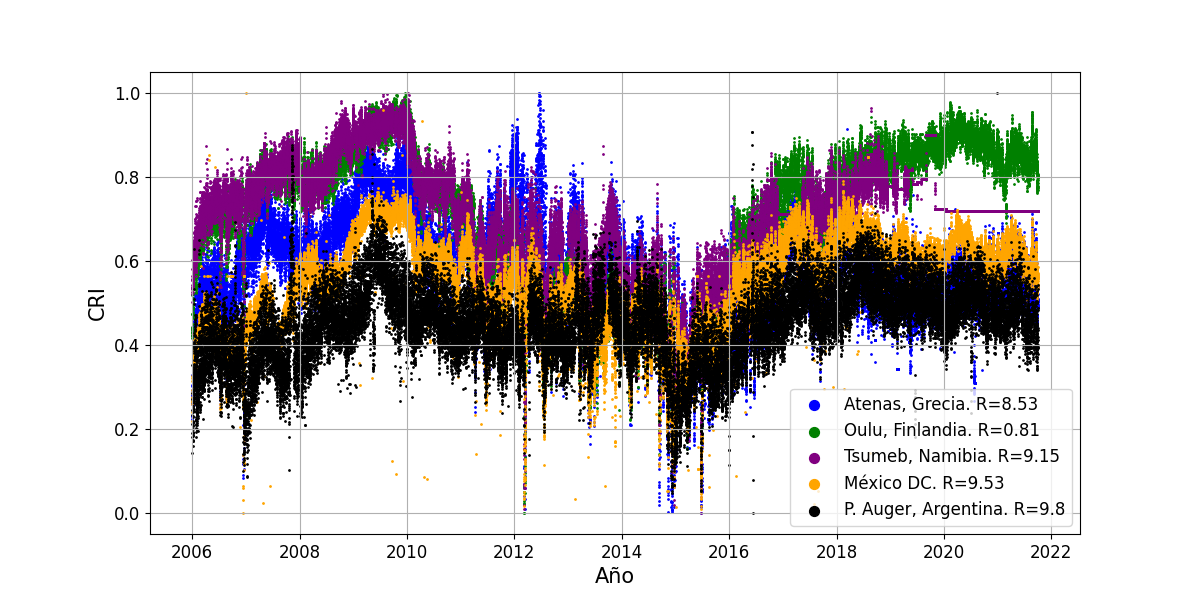 1.0
0.8
0.6
0.4
0.2
0.0
CRI
2006 2008 2010 2012 2014 2016 2018 2020 2022
Año
Atenas, Grecia. R=8.53
Oulu, Finlandia. R=0.81
Tsumeb, Namibia. R=9.15
México DC. R=9.53
P. Auger, Argentina. R=9.8